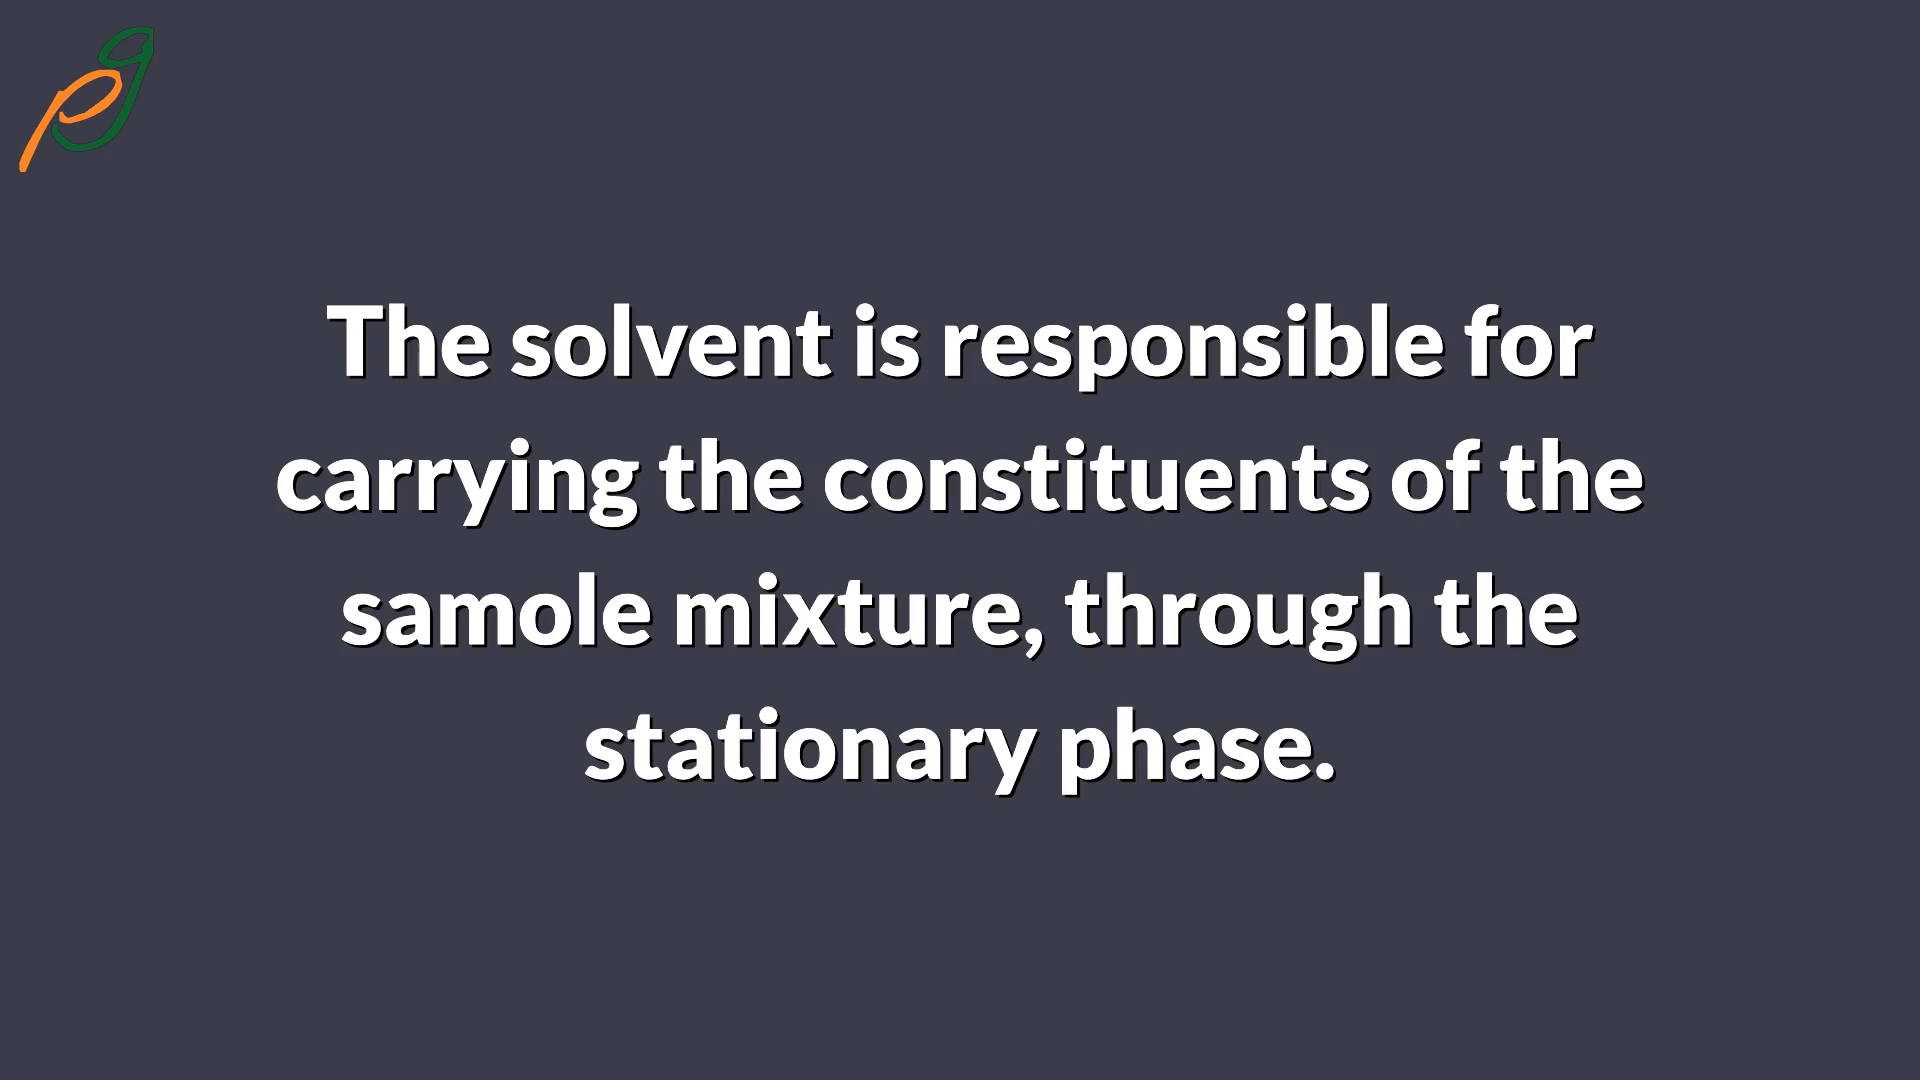 The solvent is responsible for
carrying the constituents of the
samole mixture, through the
stationary phase.